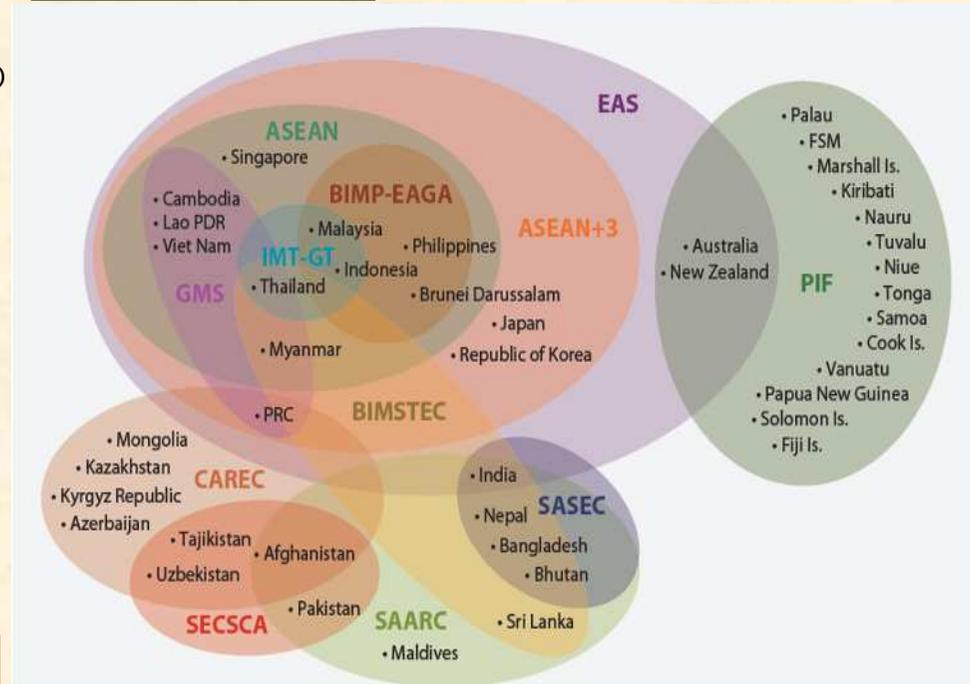 )
EAS
ASEAN
• Singapore
BIMP-EAGA
• Cambodia
• Lao PDR
• Viet Nam
• Malaysia
• Philippines
IMT-GT
• Indonesia
• Thailand
GMS
• Brunei Darussalam
ASEAN+3
• Japan
• Republic of Korea
• Myanmar
• PRC
BIMSTEC
• Australia
• New Zealand
PIF
• Palau
• FSM
• Marshall Is.
• Kiribati
• Nauru
• Tuvalu
• Niue
• Tonga
• Samoa
• Cook Is.
• Vanuatu
• Papua New Guinea
• Solomon Is.
• Fiji Is.
• Mongolia
• Kazakhstan
CAREC
• Kyrgyz Republic
• Azerbaijan
• Tajikistan
• Afghanistan
• Uzbekistan
• Pakistan
SECSCA
SAARC
• Maldives
• India
SASEC
• Nepal
• Bangladesh
• Bhutan
• Sri Lanka